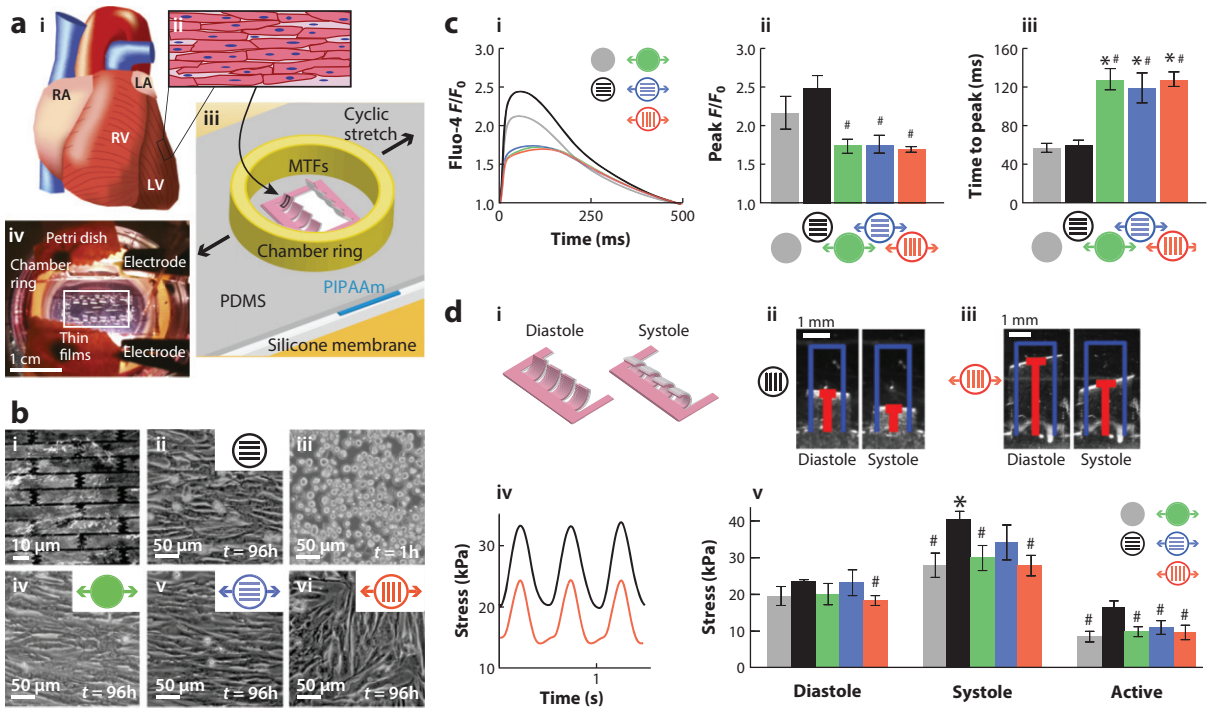 a
i
ii
RA
LA
RV
LV
iii
Cyclic
stretch
MTFs
Chamber ring
PDMS
PIPAAm
Silicone membrane
iv
Petri dish
Chamber
ring
Electrode
Thin
films
Electrode
1 cm
b
i
10 μm
ii
50 μm
t = 96h
iii
50 μm
t = 1h
iv
50 μm
t = 96h
v
50 μm
t = 96h
vi
50 μm
t = 96h
c
i
Fluo-4 F/F0
3.0
2.5
2.0
1.5
1.0
0
250
500
Time (ms)
ii
Peak F/F0
3.0
2.5
2.0
1.5
1.0
# # #
iii
Time to peak (ms)
160
120
80
40
0
*# *# *#
d
i
Diastole
Systole
ii
1 mm
Diastole
Systole
iii
1 mm
Diastole
Systole
iv
Stress (kPa)
30
20
10
1
Time (s)
v
Stress (kPa)
40
30
20
10
0
#
# * # #
# # # #
Diastole
Systole
Active